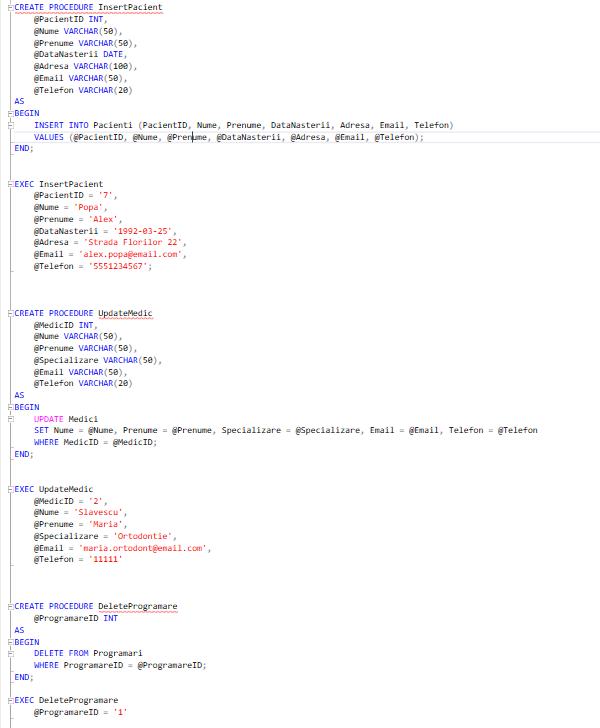 CREATE PROCEDURE InsertPacient
@PacientID INT,
@Nume VARCHAR(50),
@Prenume VARCHAR(50),
@DataNasterii DATE,
@Adresa VARCHAR(100),
@Email VARCHAR(50),
@Telefon VARCHAR(20)
AS
BEGIN
INSERT INTO Pacienti (PacientID, Nume, Prenume, DataNasterii, Adresa, Email, Telefon)
VALUES (@PacientID, @Nume, @Prenume, @DataNasterii, @Adresa, @Email, @Telefon);
END;
EXEC InsertPacient
@PacientID = '7',
@Nume = 'Popa',
@Prenume = 'Alex',
@DataNasterii = '1992-03-25',
@Adresa = 'Strada Florilor 22',
@Email = 'alex.popa@email.com',
@Telefon = '5551234567';
CREATE PROCEDURE UpdateMedic
@MedicID INT,
@Nume VARCHAR(50),
@Prenume VARCHAR(50),
@Specializare VARCHAR(50),
@Email VARCHAR(50),
@Telefon VARCHAR(20)
AS
BEGIN
UPDATE Medici
SET Nume = @Nume, Prenume = @Prenume, Specializare = @Specializare, Email = @Email, Telefon = @Telefon
WHERE MedicID = @MedicID;
END;
EXEC UpdateMedic
@MedicID = '2',
@Nume = 'Slavescu',
@Prenume = 'Maria',
@Specializare = 'Ortodontie',
@Email = 'maria.ortodont@email.com',
@Telefon = '11111'
CREATE PROCEDURE DeleteProgramare
@ProgramareID INT
AS
BEGIN
DELETE FROM Programari
WHERE ProgramareID = @ProgramareID;
END;
EXEC DeleteProgramare
@ProgramareID = '1'